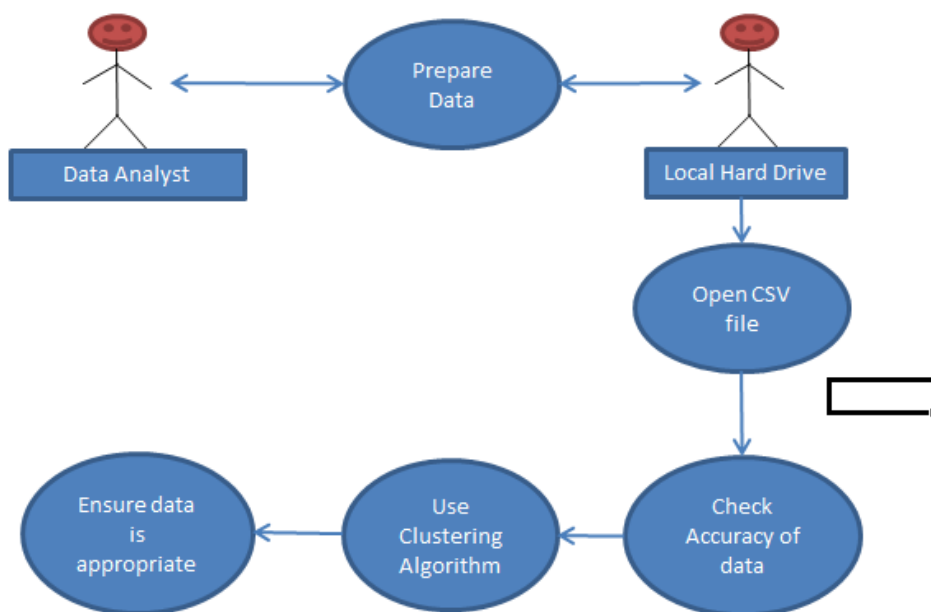 Prepare
Data
Data Analyst
Local Hard Drive
Open CSV
file
Check
Accuracy of
data
Use
Clustering
Algorithm
Ensure data
is
appropriate